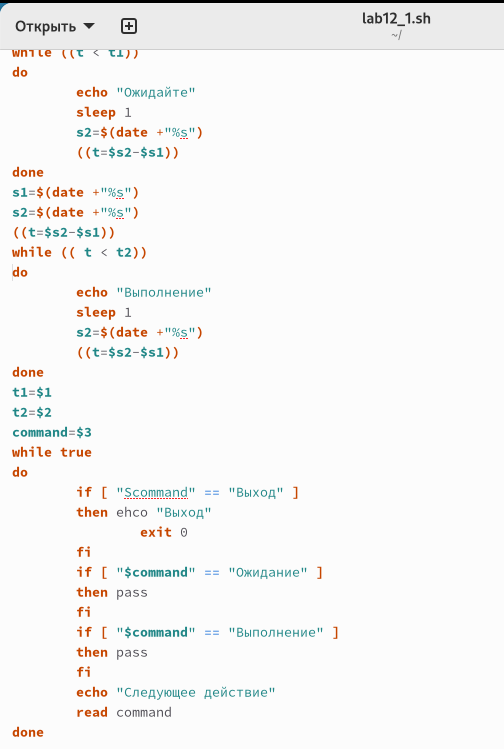 Открыть
lab12_1.sh
~/
while ((t < t1))
do
echo "Ожидайте"
sleep 1
s2=$(date +"%s")
((t=$s2-$s1))
done
s1=$(date +"%s")
s2=$(date +"%s")
((t=$s2-$s1))
while (( t < t2))
do
echo "Выполнение"
sleep 1
s2=$(date +"%s")
((t=$s2-$s1))
done
t1=$1
t2=$2
command=$3
while true
do
if [ "Scommand" == "Выход" ]
then ehco "Выход"
exit 0
fi
if [ "$command" == "Ожидание" ]
then pass
fi
if [ "$command" == "Выполнение" ]
then pass
fi
echo "Следующее действие"
read command
done